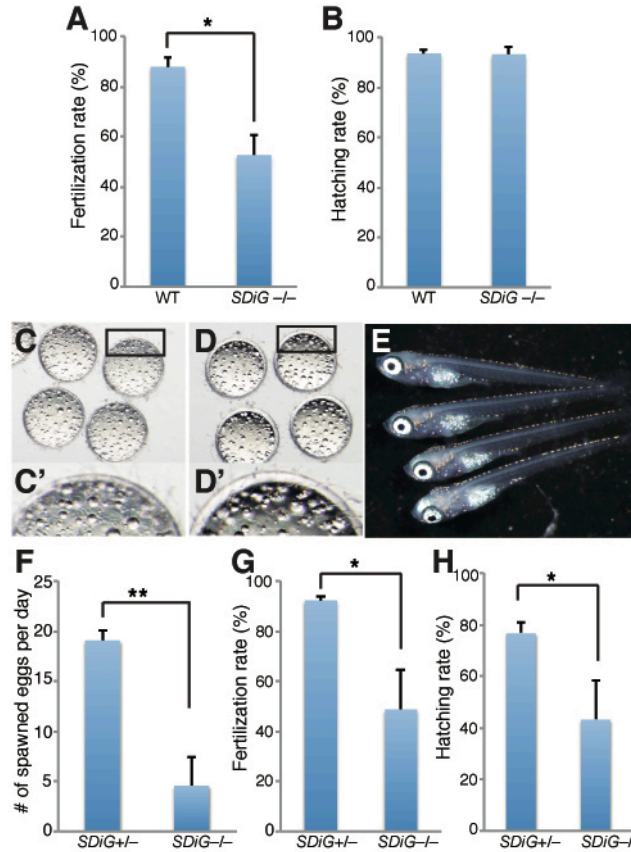 A
*
Fertilization rate (%)
100
80
60
40
20
0
WT
SDiG –/–
B
Hatching rate (%)
100
80
60
40
20
0
WT
SDiG –/–
C
D
E
C'
D'
F
**
# of spawned eggs per day
25
20
15
10
5
0
SDiG+/–
SDiG–/–
G
*
Fertilization rate (%)
100
80
60
40
20
0
SDiG+/–
SDiG–/–
H
*
Hatching rate (%)
100
80
60
40
20
0
SDiG+/–
SDiG–/–